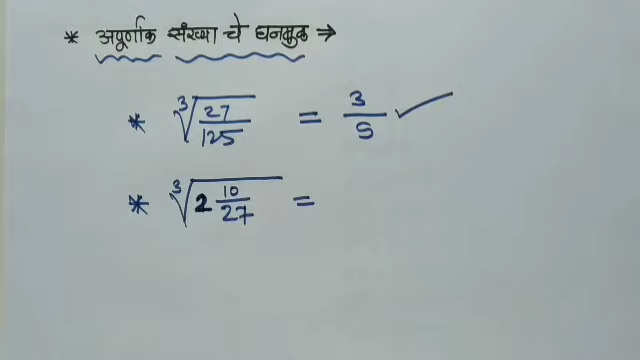 * अपूर्णांक संख्या चे घनमुळ ⇒
* ∛(27/125) = 3/5 ✓
* ∛(2 10/27) =